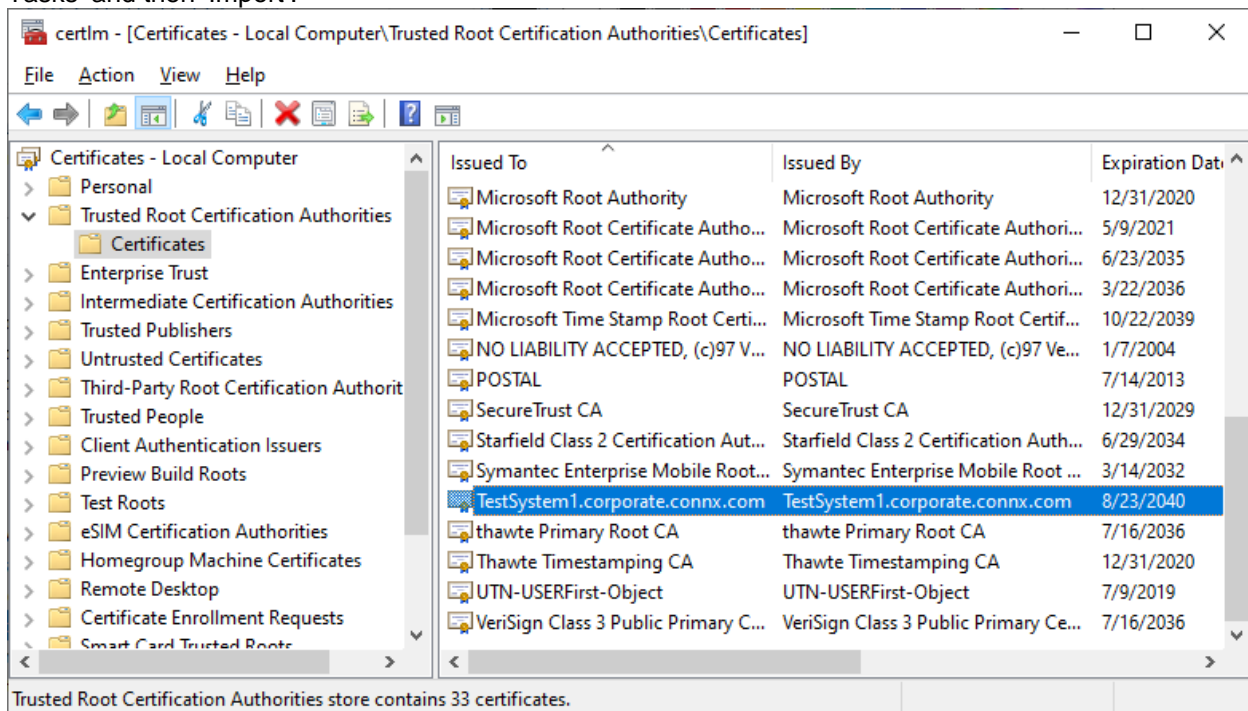 Tasks' and then 'Import'.
certlm - [Certificates - Local Computer\Trusted Root Certification Authorities\Certificates]
File Action View Help
Certificates - Local Computer
Personal
Trusted Root Certification Authorities
Certificates
Enterprise Trust
Intermediate Certification Authorities
Trusted Publishers
Untrusted Certificates
Third-Party Root Certification Authorit
Trusted People
Client Authentication Issuers
Preview Build Roots
Test Roots
eSIM Certification Authorities
Homegroup Machine Certificates
Remote Desktop
Certificate Enrollment Requests
Smart Card Trusted Roots
Issued To Issued By Expiration Date
Microsoft Root Authority Microsoft Root Authority 12/31/2020
Microsoft Root Certificate Autho... Microsoft Root Certificate Authori... 5/9/2021
Microsoft Root Certificate Autho... Microsoft Root Certificate Authori... 6/23/2035
Microsoft Root Certificate Autho... Microsoft Root Certificate Authori... 3/22/2036
Microsoft Time Stamp Root Certi... Microsoft Time Stamp Root Certif... 10/22/2039
NO LIABILITY ACCEPTED, (c)97 V... NO LIABILITY ACCEPTED, (c)97 Ve... 1/7/2004
POSTAL POSTAL 7/14/2013
SecureTrust CA SecureTrust CA 12/31/2029
Starfield Class 2 Certification Aut... Starfield Class 2 Certification Auth... 6/29/2034
Symantec Enterprise Mobile Root... Symantec Enterprise Mobile Root ... 3/14/2032
TestSystem1.corporate.connx.com TestSystem1.corporate.connx.com 8/23/2040
thawte Primary Root CA thawte Primary Root CA 7/16/2036
Thawte Timestamping CA Thawte Timestamping CA 12/31/2020
UTN-USERFirst-Object UTN-USERFirst-Object 7/9/2019
VeriSign Class 3 Public Primary C... VeriSign Class 3 Public Primary Ce... 7/16/2036
Trusted Root Certification Authorities store contains 33 certificates.